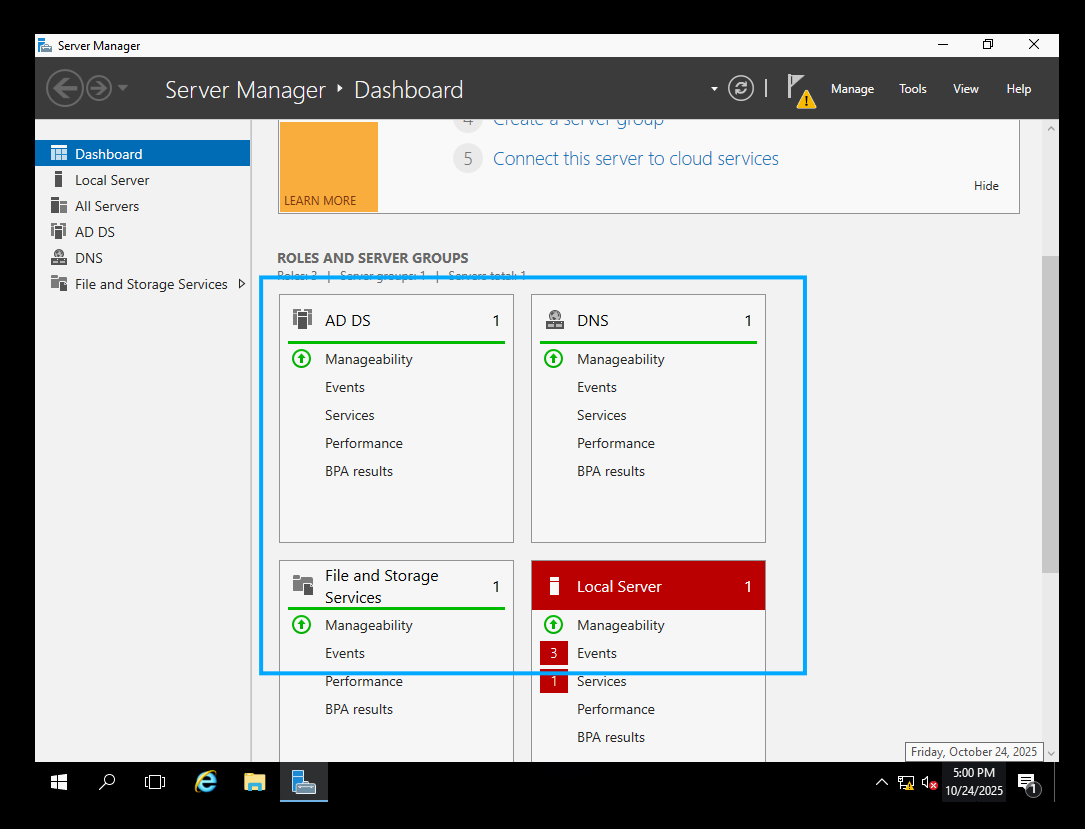 Server Manager
Server Manager Dashboard
Manage Tools View Help
Dashboard
Local Server
All Servers
AD DS
DNS
File and Storage Services
4 Create a server group
5 Connect this server to cloud services
LEARN MORE
Hide
ROLES AND SERVER GROUPS
Roles: 3 | Server groups: 1 | Servers total: 1
AD DS 1
Manageability
Events
Services
Performance
BPA results
DNS 1
Manageability
Events
Services
Performance
BPA results
File and Storage
Services 1
Manageability
Events
Performance
BPA results
Local Server 1
Manageability
3 Events
1 Services
Performance
BPA results
Friday, October 24, 2025
5:00 PM
10/24/2025
1